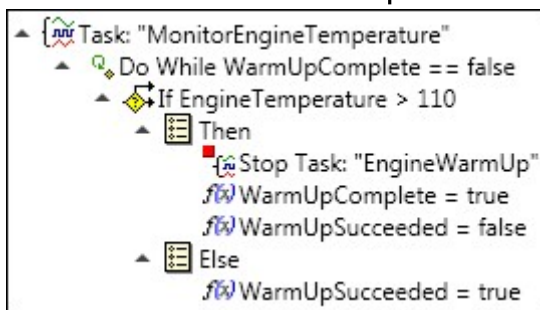 Task: "MonitorEngineTemperature"
Do While WarmUpComplete == false
If EngineTemperature > 110
Then
Stop Task: "EngineWarmUp"
f(x) WarmUpComplete = true
f(x) WarmUpSucceeded = false
Else
f(x) WarmUpSucceeded = true